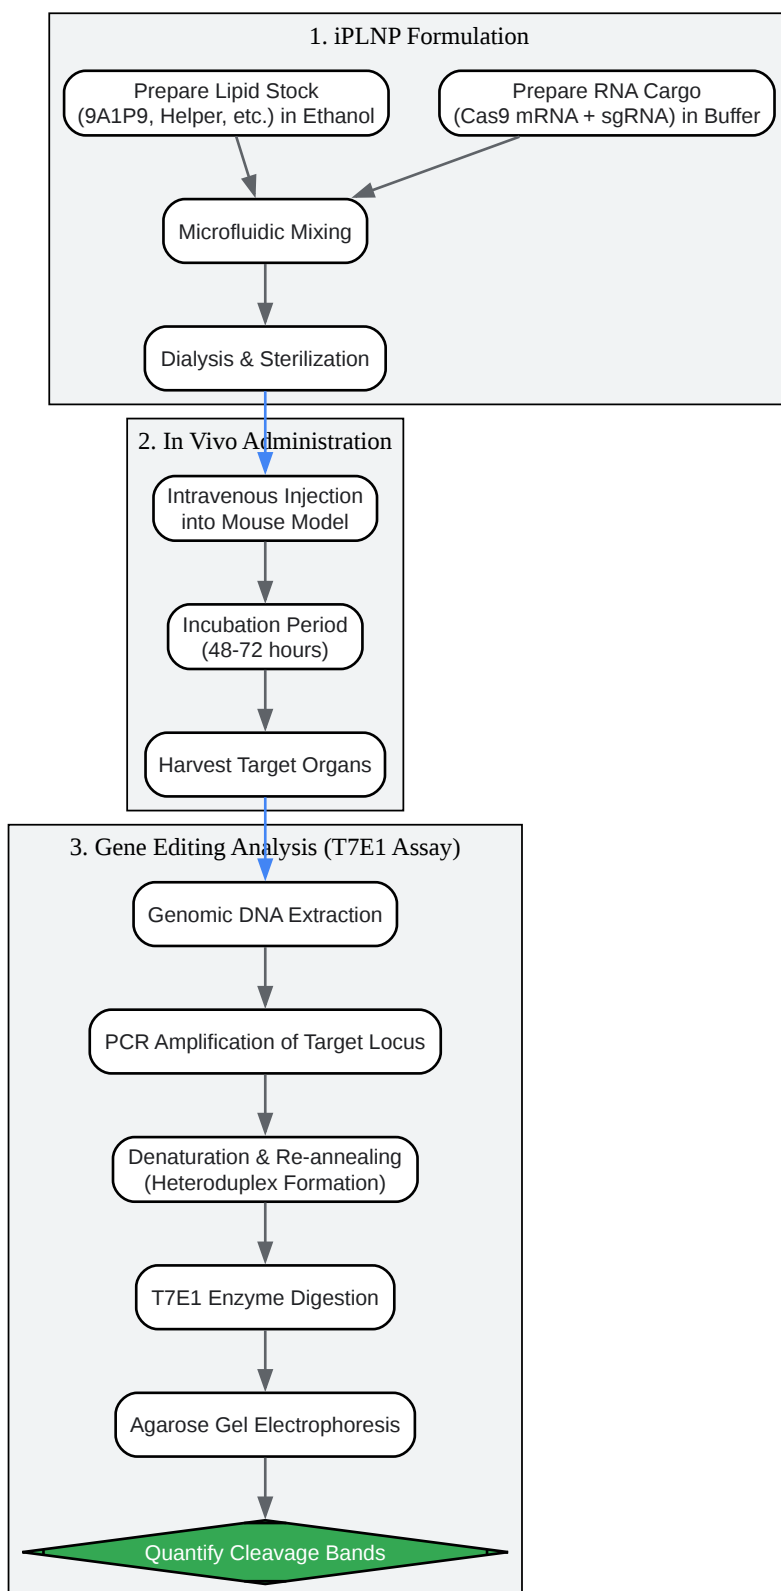 1. iPLNP Formulation
Prepare Lipid Stock
(9A1P9, Helper, etc.) in Ethanol
Prepare RNA Cargo
(Cas9 mRNA + sgRNA) in Buffer
Microfluidic Mixing
Dialysis & Sterilization
2. In Vivo Administration
Intravenous Injection
into Mouse Model
Incubation Period
(48-72 hours)
Harvest Target Organs
3. Gene Editing Analysis (T7E1 Assay)
Genomic DNA Extraction
PCR Amplification of Target Locus
Denaturation & Re-annealing
(Heteroduplex Formation)
T7E1 Enzyme Digestion
Agarose Gel Electrophoresis
Quantify Cleavage Bands